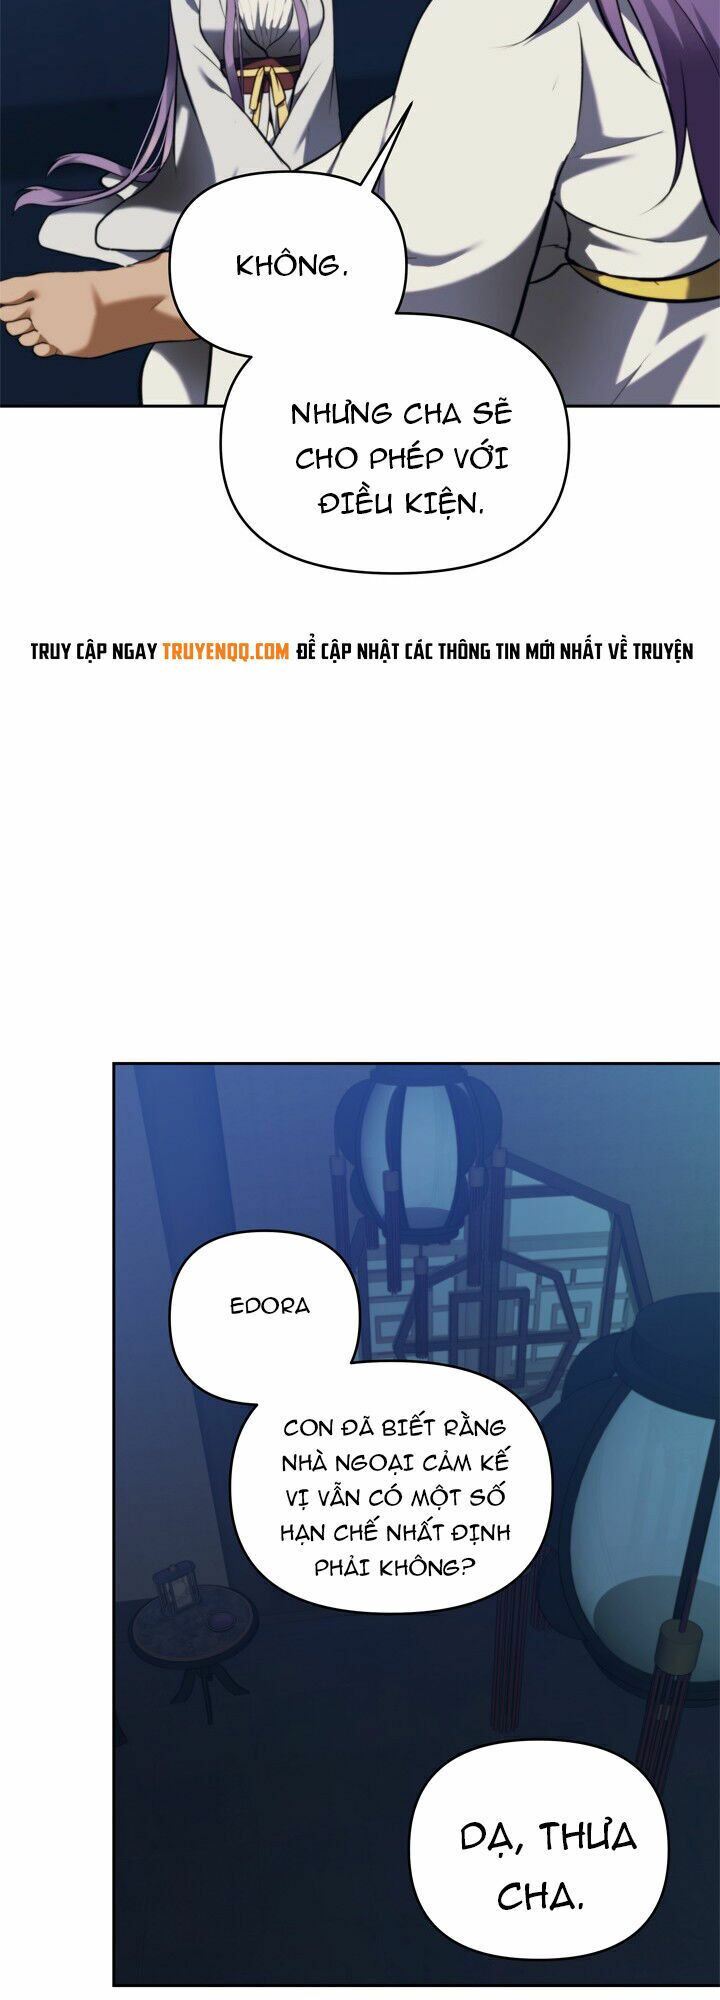 KHÔNG.
NHƯNG CHA SẼ
CHO PHÉP VỚI
ĐIỀU KIỆN.
TRUY CẬP NGAY TRUYENQQ.COM ĐỂ CẬP NHẬT CÁC THÔNG TIN MỚI NHẤT VỀ TRUYỆN
EDORA
CON ĐÃ BIẾT RẰNG
NHÀ NGOẠI CẢM KẾ
VỊ VẪN CÓ MỘT SỐ
HẠN CHẾ NHẤT ĐỊNH
PHẢI KHÔNG?
DẠ, THƯA
CHA.